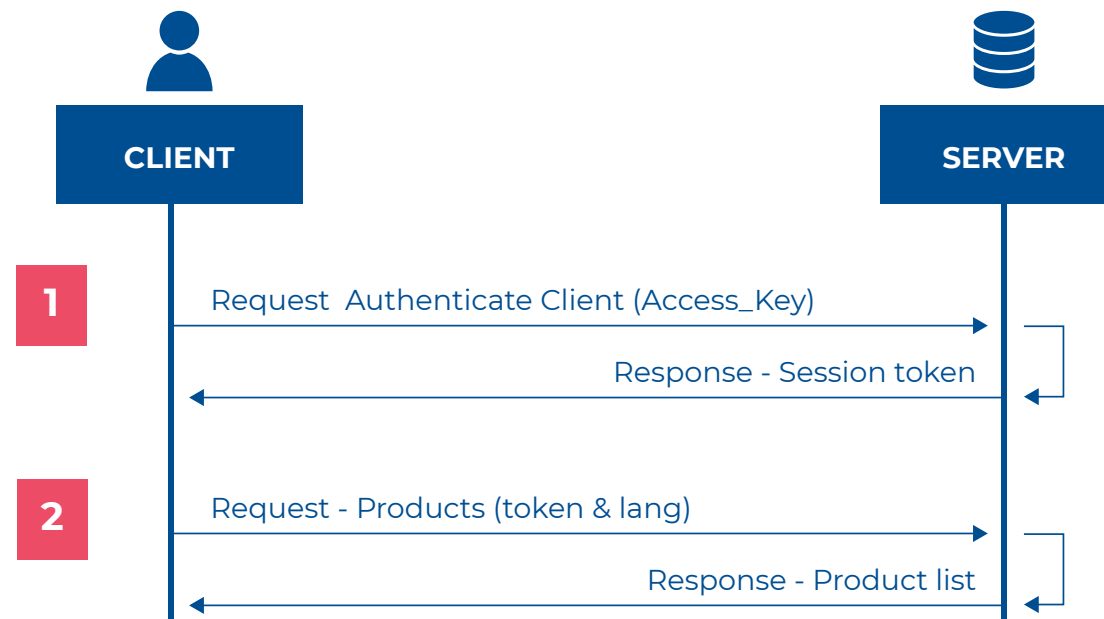 CLIENT
SERVER
1
Request  Authenticate Client (Access_Key)
Response - Session token
2
Request - Products (token & lang)
Response - Product list